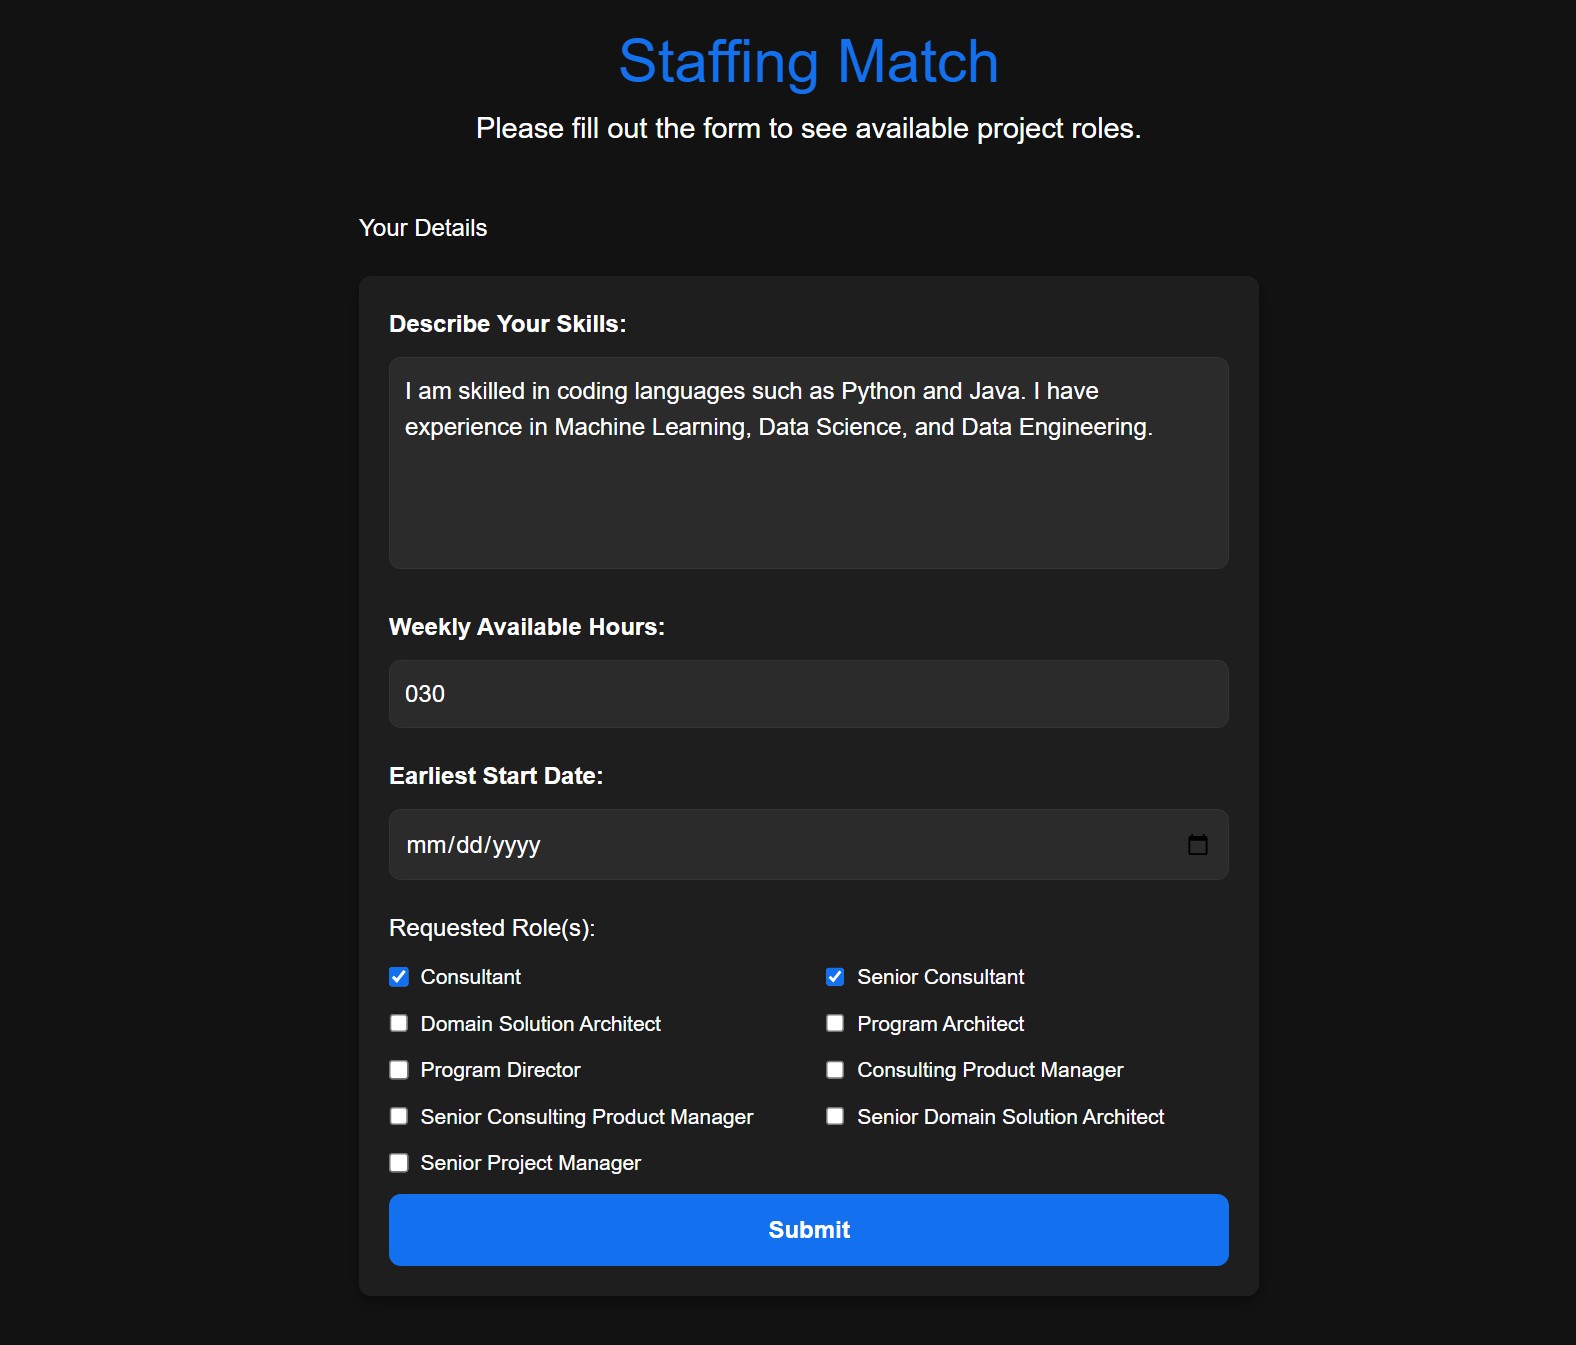 Staffing Match
Please fill out the form to see available project roles.
Your Details
Describe Your Skills:
I am skilled in coding languages such as Python and Java. I have
experience in Machine Learning, Data Science, and Data Engineering.
Weekly Available Hours:
030
Earliest Start Date:
mm/dd/yyyy
Requested Role(s):
Consultant
Senior Consultant
Domain Solution Architect
Program Architect
Program Director
Consulting Product Manager
Senior Consulting Product Manager
Senior Domain Solution Architect
Senior Project Manager
Submit